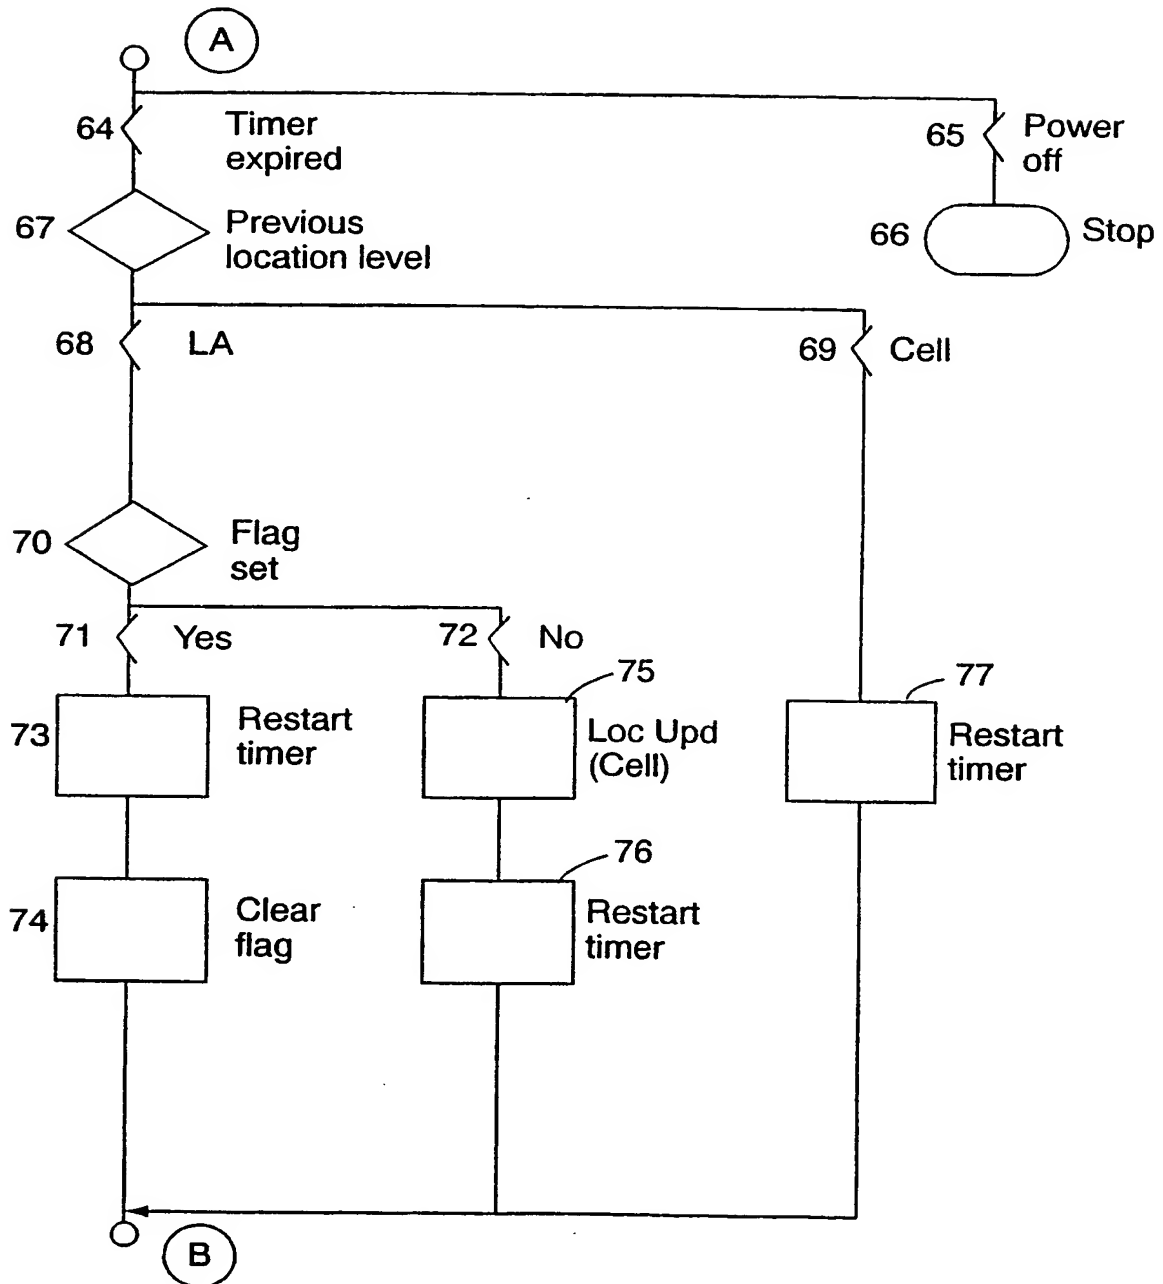 A
64 Timer
expired
65 Power
off
67 Previous
location level
66 Stop
68 LA
69 Cell
70 Flag
set
71 Yes
72 No
75
77
73 Restart
timer
Loc Upd
(Cell)
Restart
timer
76
74 Clear
flag
Restart
timer
B